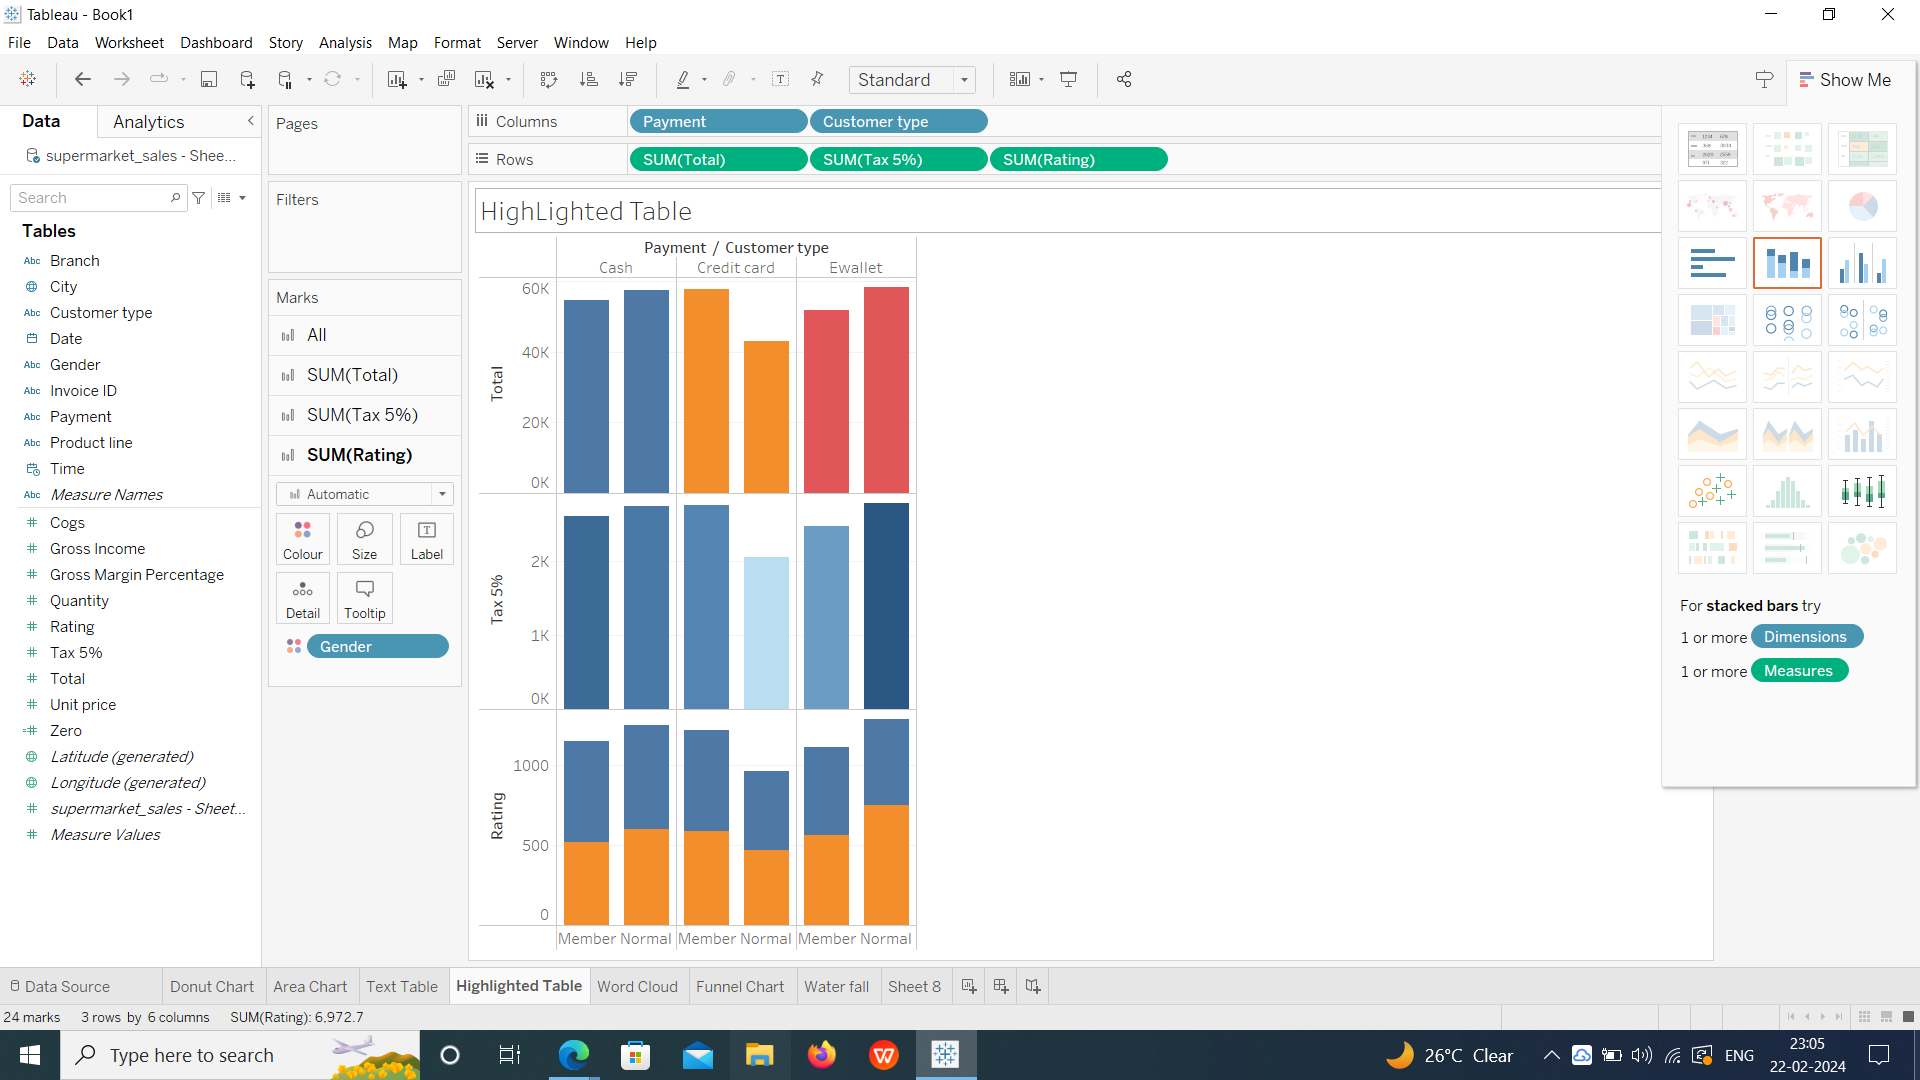 Tableau - Book1
File Data Worksheet Dashboard Story Analysis Map Format Server Window Help
Standard
Show Me
Data
Analytics
supermarket_sales - Shee...
Search
Tables
Abc Branch
City
Abc Customer type
Date
Abc Gender
Abc Invoice ID
Abc Payment
Abc Product line
Time
Abc Measure Names
# Cogs
# Gross Income
# Gross Margin Percentage
# Quantity
# Rating
# Tax 5%
# Total
# Unit price
=# Zero
Latitude (generated)
Longitude (generated)
# supermarket_sales - Sheet...
# Measure Values
Pages
Filters
Marks
All
SUM(Total)
SUM(Tax 5%)
SUM(Rating)
Automatic
Colour Size Label
Detail Tooltip
Gender
Columns Payment Customer type
Rows SUM(Total) SUM(Tax 5%) SUM(Rating)
HighLighted Table
Payment / Customer type
Cash Credit card Ewallet
Total
60K
40K
20K
0K
Tax 5%
2K
1K
0K
Rating
1000
500
0
Member Normal Member Normal Member Normal
For stacked bars try
1 or more Dimensions
1 or more Measures
Data Source Donut Chart Area Chart Text Table Highlighted Table Word Cloud Funnel Chart Water fall Sheet 8
24 marks 3 rows by 6 columns SUM(Rating): 6,972.7
Type here to search
26°C Clear
ENG
23:05
22-02-2024